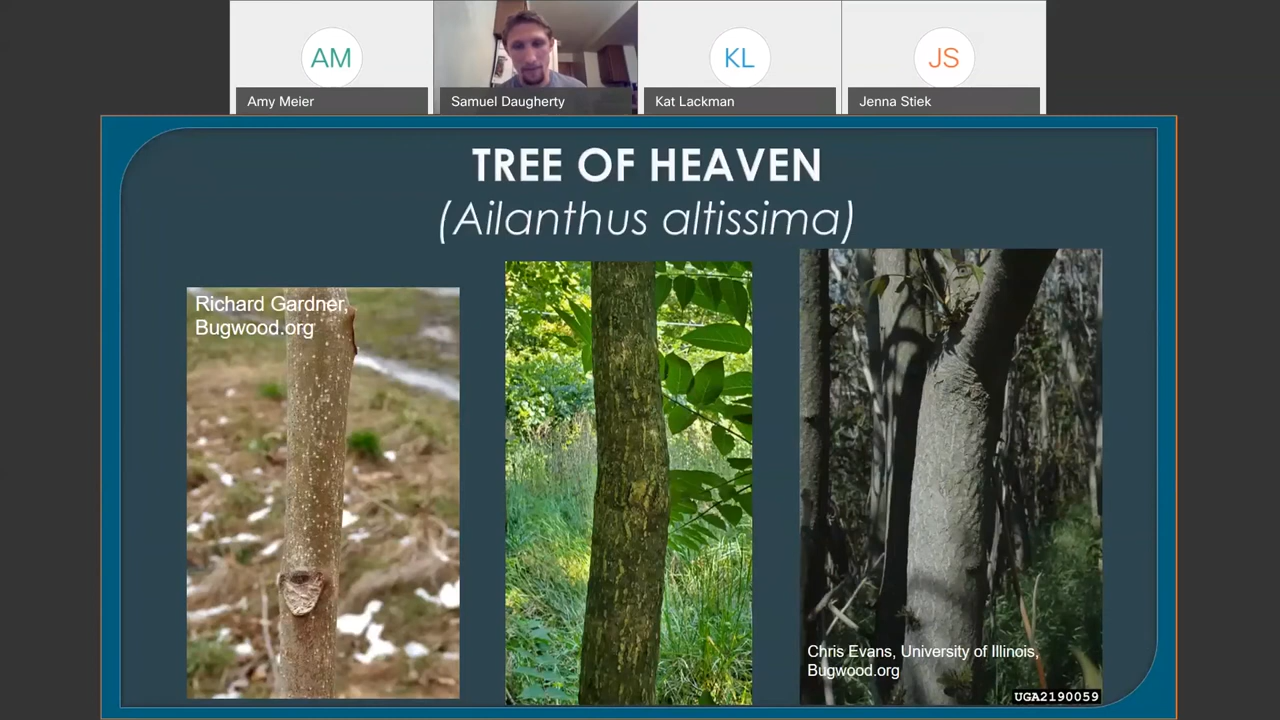 AM
KL
JS
Amy Meier
Samuel Daugherty
Kat Lackman
Jenna Stiek
TREE OF HEAVEN
(Ailanthus altissima)
Richard Gardner,
Bugwood.org
Chris Evans, University of Illinois,
Bugwood.org
UGA2190059